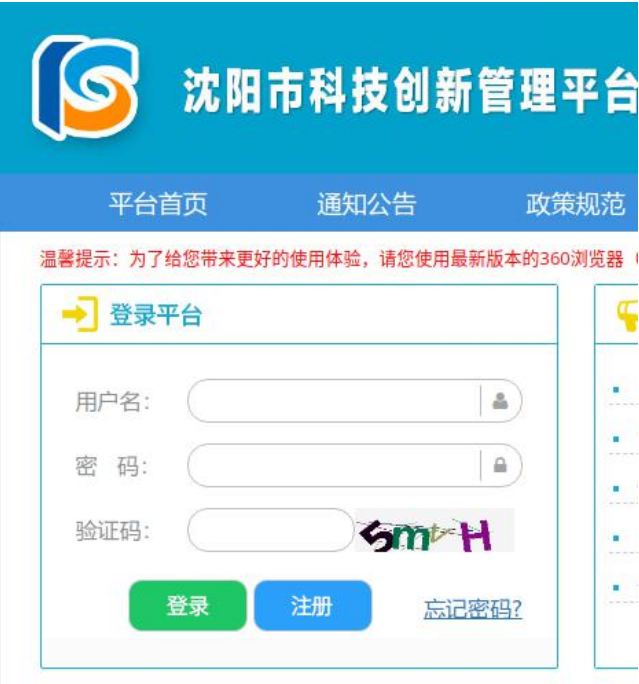 沈阳市科技创新管理平台
平台首页 通知公告 政策规范
温馨提示：为了给您带来更好的使用体验，请您使用最新版本的360浏览器
登录平台
用户名：
密 码：
验证码：
登录 注册 忘记密码?